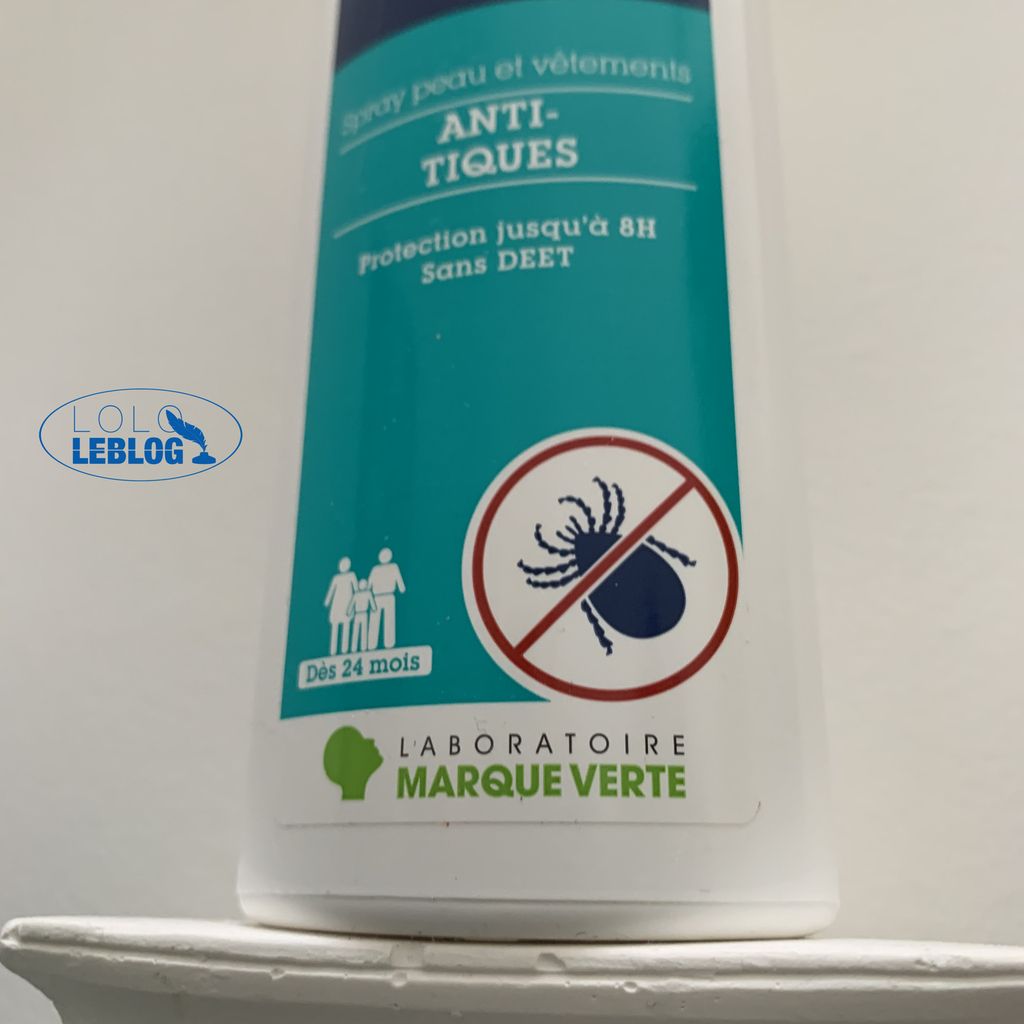 Spray peau et vêtements
ANTI-
TIQUES
Protection jusqu'à 8H
Sans DEET
LOLO
LEBLOG
Dès 24 mois
L'ABORATOIRE
MARQUE VERTE